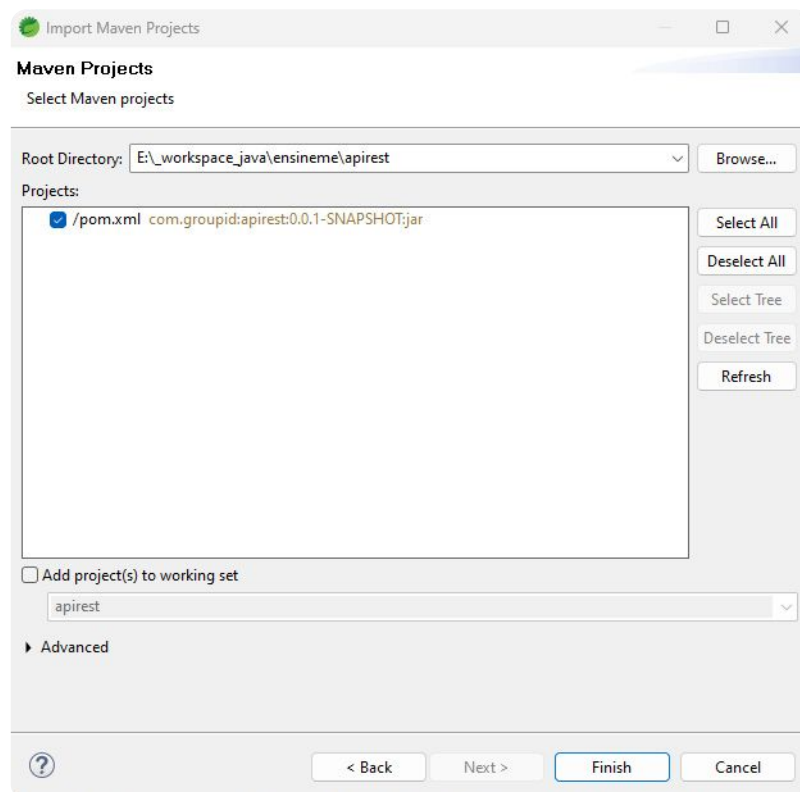 Import Maven Projects
Maven Projects
Select Maven projects
Root Directory: E:\_workspace_java\ensineme\apirest Browse...
Projects:
/pom.xml com.groupid:apirest:0.0.1-SNAPSHOT:jar
Select All
Deselect All
Select Tree
Deselect Tree
Refresh
Add project(s) to working set
apirest
Advanced
? < Back Next > Finish Cancel